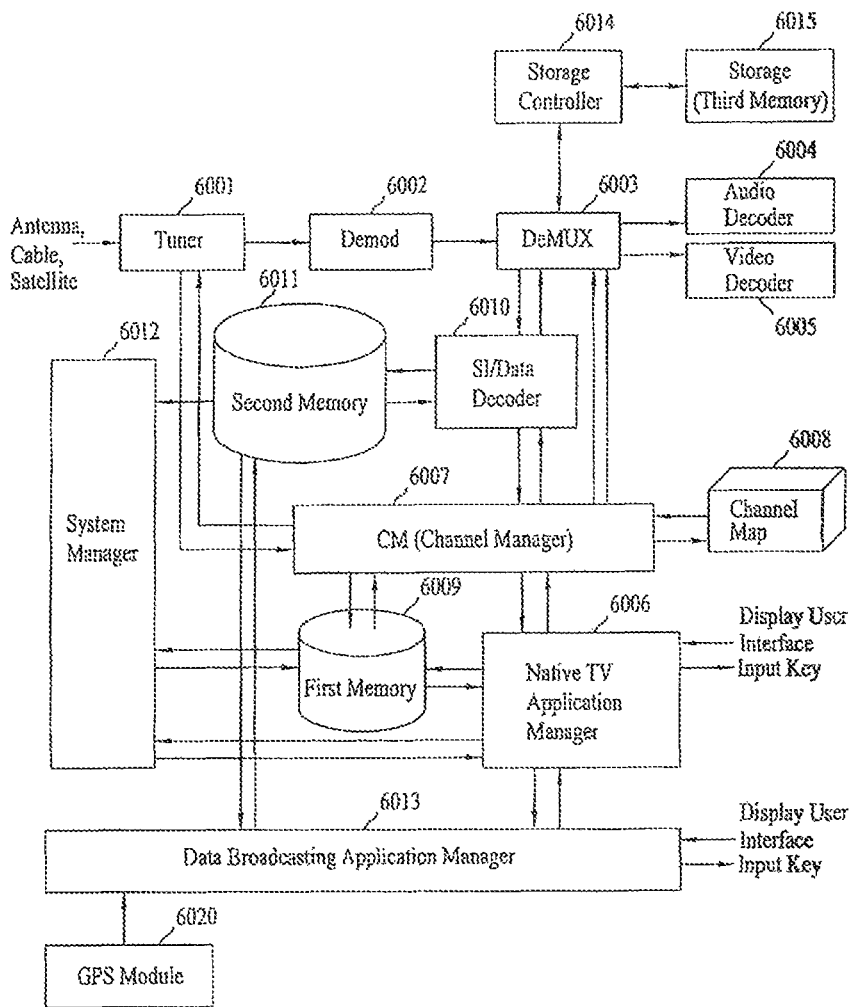 6014
6015
Storage
Controller
Storage
(Third Memory)
6001
6002
6003
6004
Antenna,
Cable,
Satellite
Tuner
Demod
DeMUX
Audio
Decoder
Video
Decoder
6005
6011
6010
6012
Second Memory
SI/Data
Decoder
6008
6007
System
Manager
CM (Channel Manager)
Channel
Map
6009
6006
First Memory
Native TV
Application
Manager
Display User
Interface
Input Key
6013
Data Broadcasting Application Manager
Display User
Interface
Input Key
6020
GPS Module